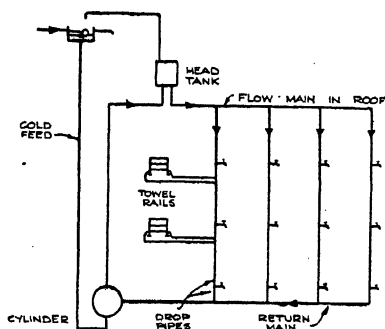 HEAD
TANK
FLOW MAIN IN ROOF
COLD
FEED
TOWEL
RAILS
CYLINDER
DROP
PIPES
RETURN
MAIN